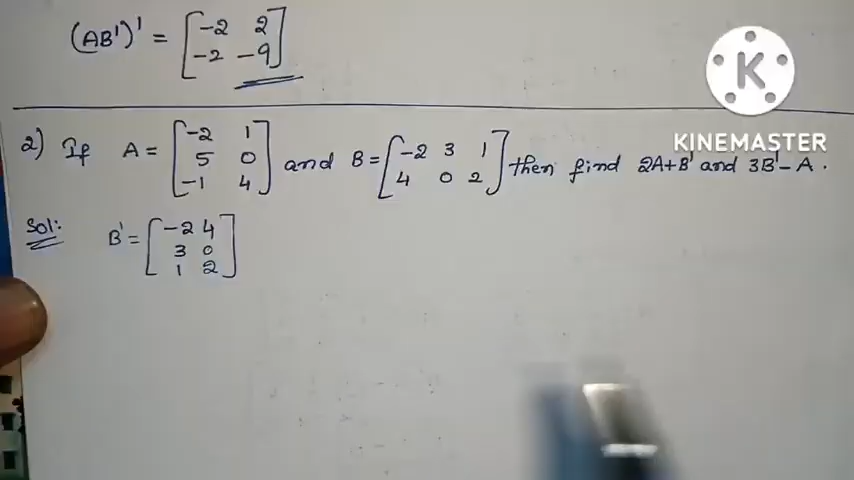 (AB')' = [-2 2
-2 -9]
K
KINEMASTER
2) If A = [-2 1
5 0
-1 4] and B = [-2 3 1
4 0 2] then find 2A+B' and 3B'-A.
Sol: B' = [-2 4
3 0
1 2]